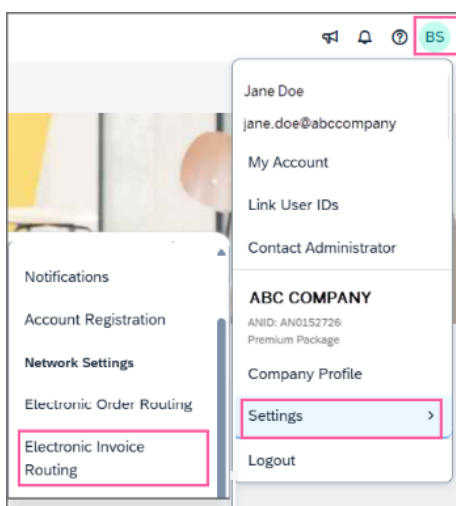 BS
Jane Doe
jane.doe@abccompany
My Account
Link User IDs
Contact Administrator
ABC COMPANY
ANID: AN0152726
Premium Package
Company Profile
Settings
Logout
Notifications
Account Registration
Network Settings
Electronic Order Routing
Electronic Invoice
Routing